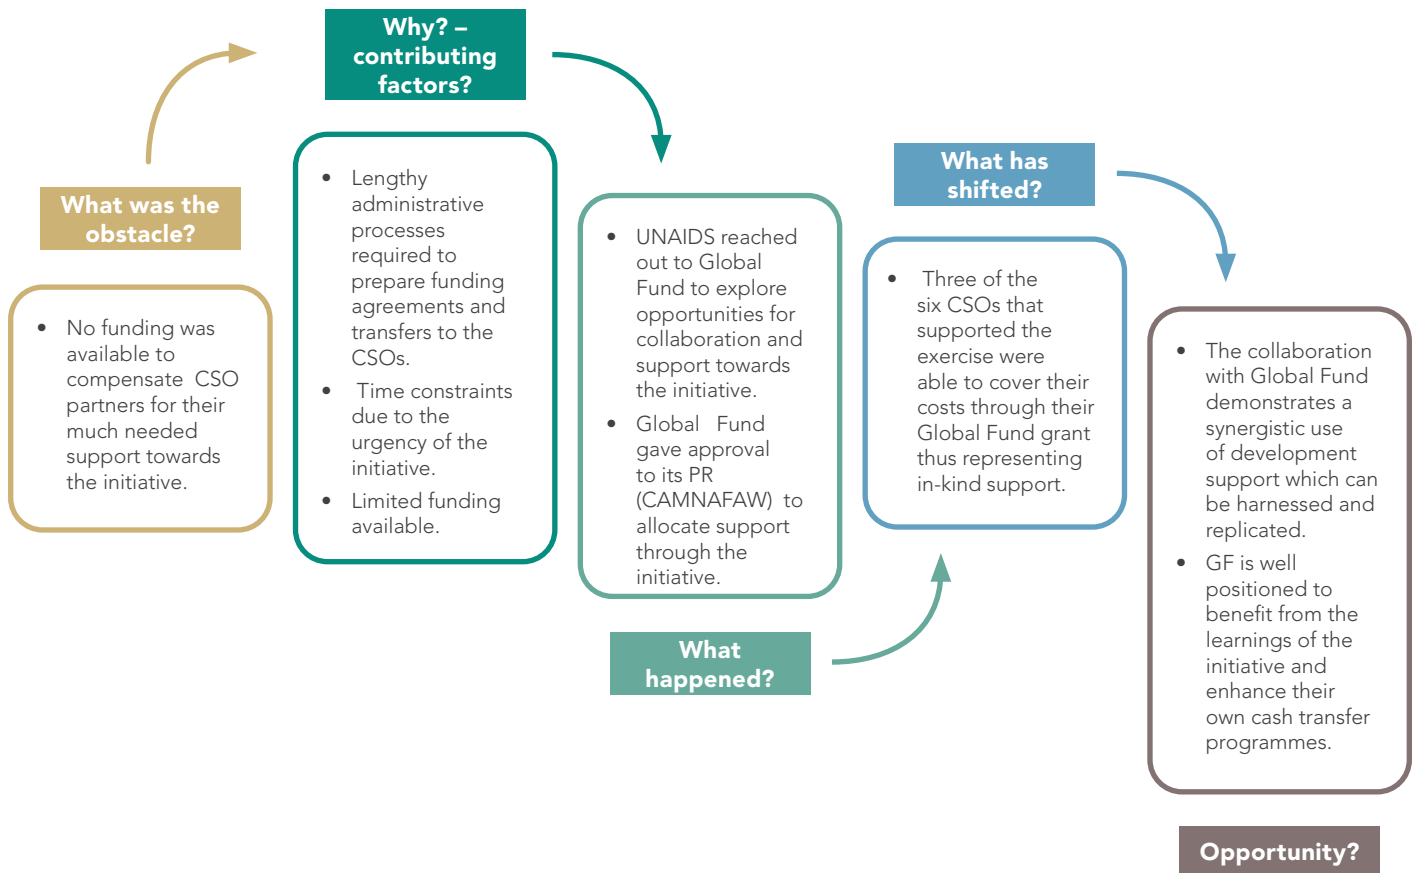 What was the
obstacle?
• No funding was
available to
compensate CSO
partners for their
much needed
support towards
the initiative.
Why? –
contributing
factors?
• Lengthy
administrative
processes
required to
prepare funding
agreements and
transfers to the
CSOs.
• Time constraints
due to the
urgency of the
initiative.
• Limited funding
available.
• UNAIDS reached
out to Global
Fund to explore
opportunities for
collaboration and
support towards
the initiative.
• Global Fund
gave approval
to its PR
(CAMNAFAW) to
allocate support
through the
initiative.
What
happened?
What has
shifted?
• Three of the
six CSOs that
supported the
exercise were
able to cover their
costs through their
Global Fund grant
thus representing
in-kind support.
• The collaboration
with Global Fund
demonstrates a
synergistic use
of development
support which can
be harnessed and
replicated.
• GF is well
positioned to
benefit from the
learnings of the
initiative and
enhance their
own cash transfer
programmes.
Opportunity?